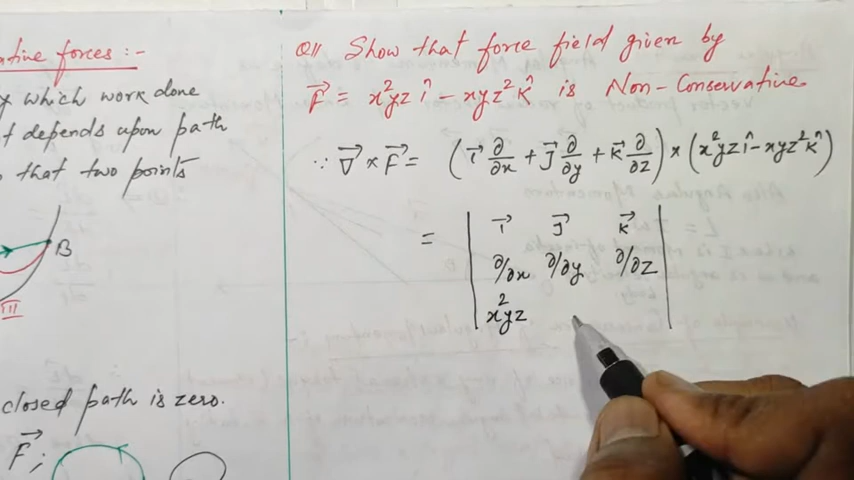 ative forces :-
y which work done
t depends upon path
that two points
B
III
closed path is zero.
F⃗ ;
Q11 Show that force field given by
F⃗ = x²yz î - xyz² k̂ is Non-Conservative
∵ ∇⃗ × F⃗ = (i⃗ ∂/∂x + j⃗ ∂/∂y + k⃗ ∂/∂z) × (x²yz î - xyz² k̂)
= | i⃗ j⃗ k⃗ |
∂/∂x ∂/∂y ∂/∂z
x²yz